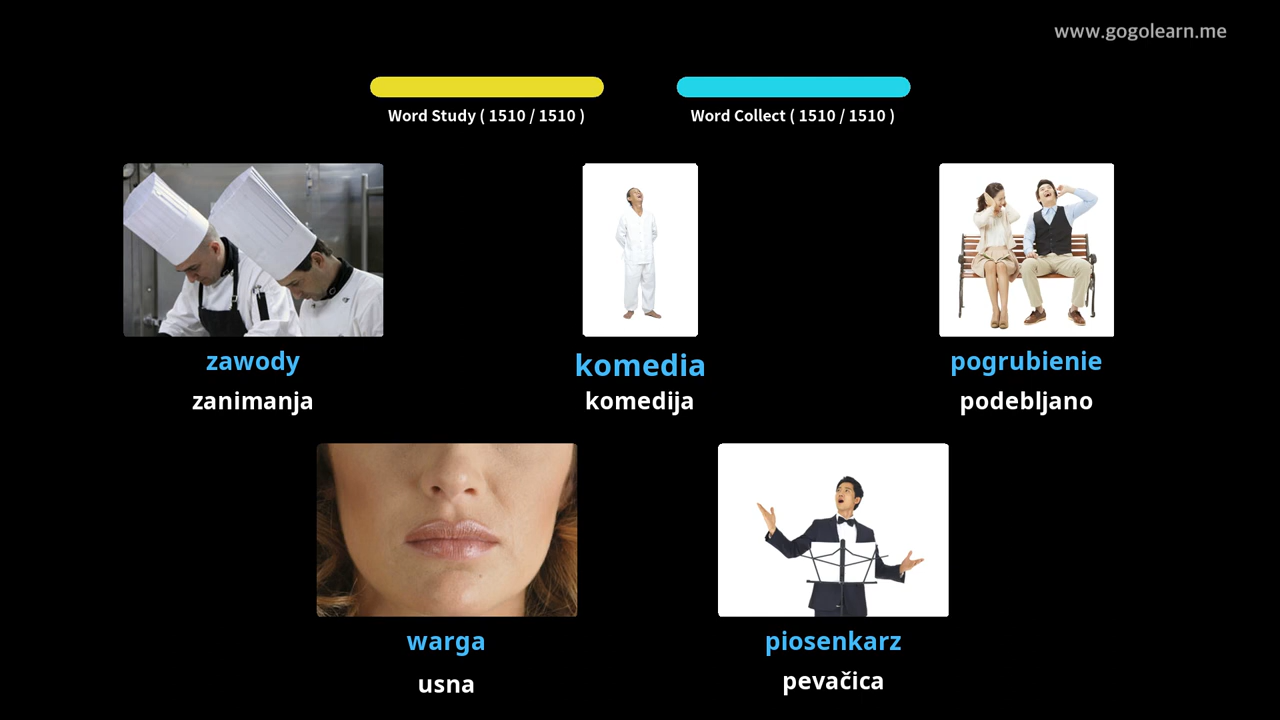 www.gogolearn.me
Word Study ( 1510 / 1510 )
Word Collect ( 1510 / 1510 )
zawody
zanimanja
komedia
komedija
pogrubienie
podebljano
warga
usna
piosenkarz
pevačica